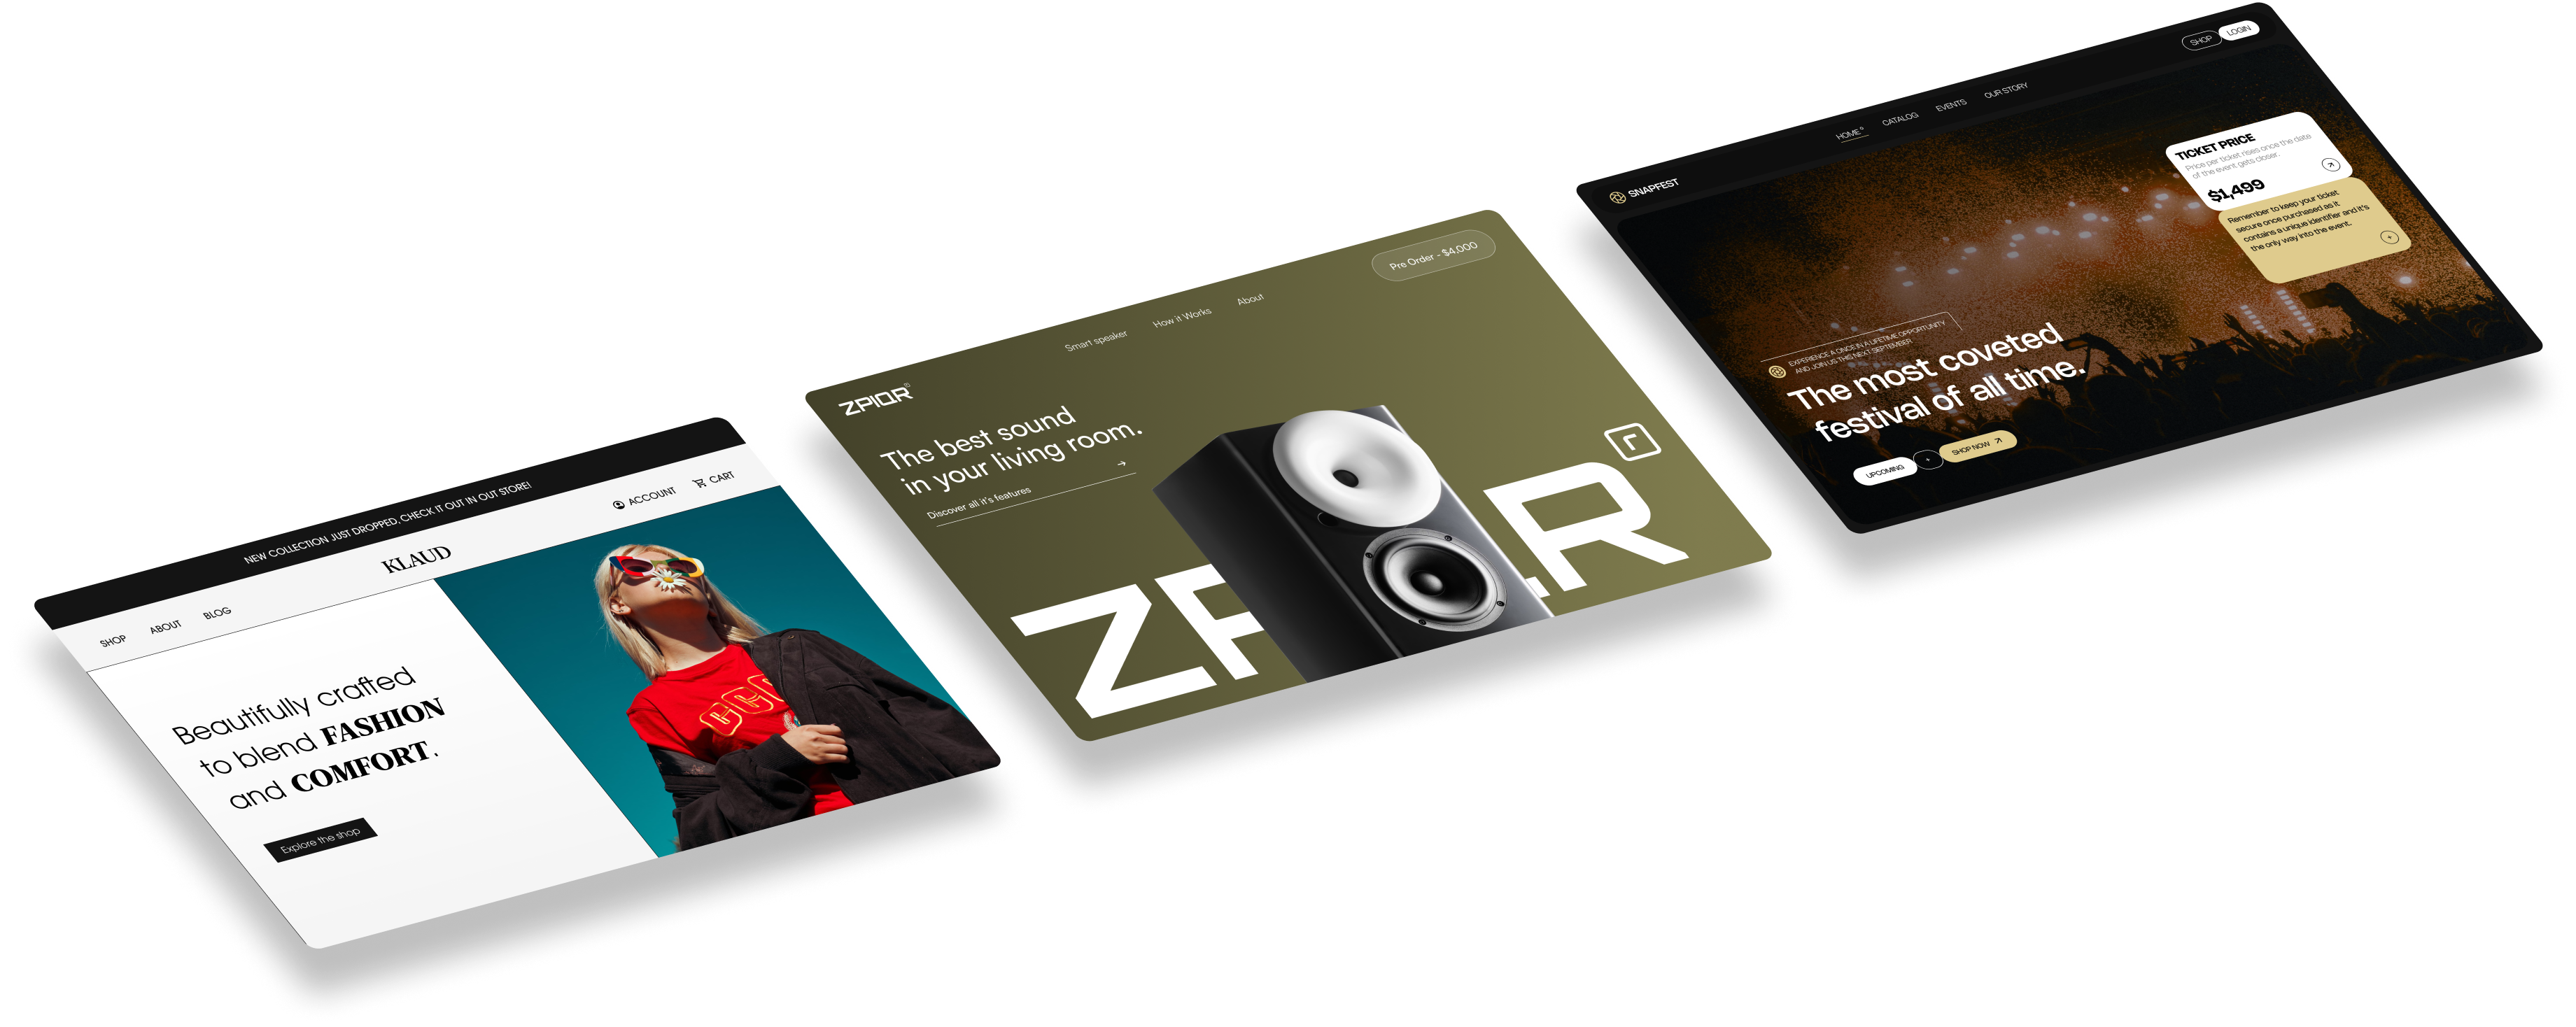 NEW COLLECTION JUST DROPPED. CHECK IT OUT IN OUT STORE!
SHOP
ABOUT
BLOG
KLAUD
ACCOUNT
CART
Beautifully crafted
to blend FASHION
and COMFORT.
Explore the shop
CCC
ZPIOR®
Smart speaker
How it Works
About
Pre Order - $4,000
The best sound
in your living room.
Discover all it's features
ZP R
SNAPFEST
HOME
CATALOG
EVENTS
OUR STORY
SHOP
LOGIN
TICKET PRICE
Price per ticket rises once the date
of the event gets closer.
$1,499
Remember to keep your ticket
secure once purchased as it
contains a unique identifier and it's
the only way into the event.
EXPERIENCE A ONCE IN A LIFETIME OPPORTUNITY
AND JOIN US THIS NEXT SEPTEMBER
The most coveted
festival of all time.
UPCOMING
+
SHOP NOW